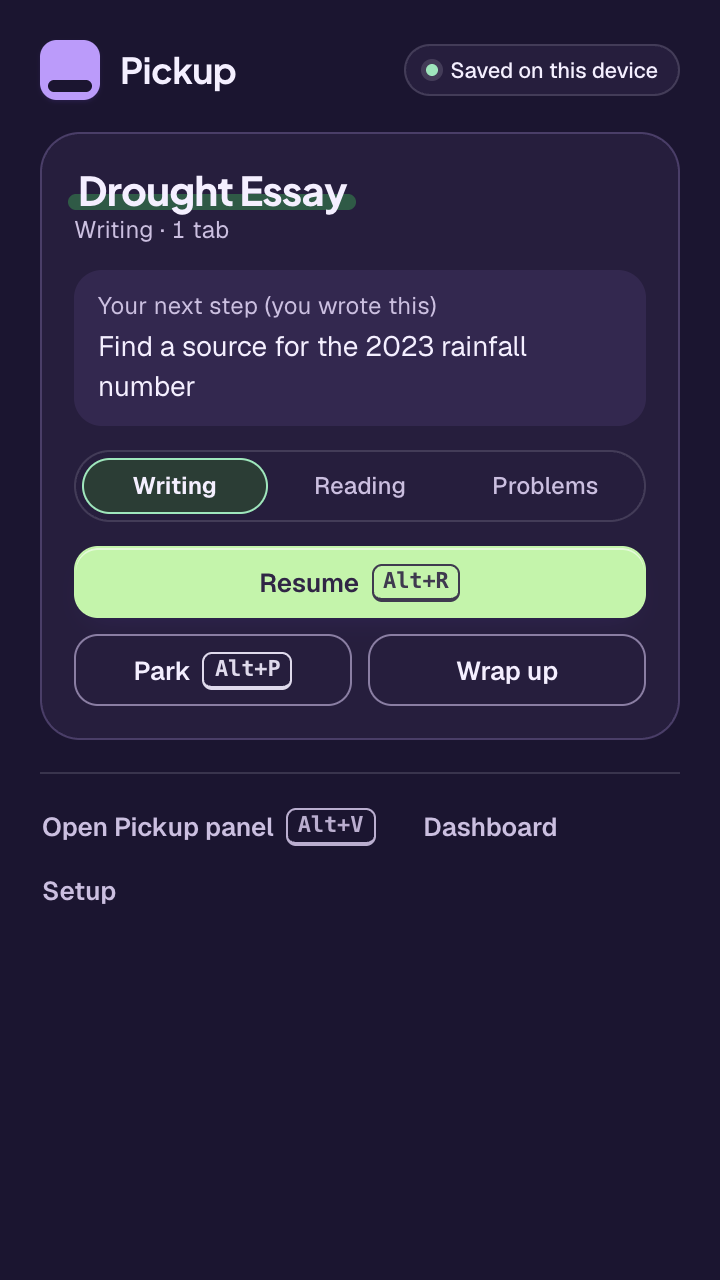 Pickup
Saved on this device
Drought Essay
Writing · 1 tab
Your next step (you wrote this)
Find a source for the 2023 rainfall
number
Writing
Reading
Problems
Resume Alt+R
Park Alt+P
Wrap up
Open Pickup panel Alt+V
Dashboard
Setup